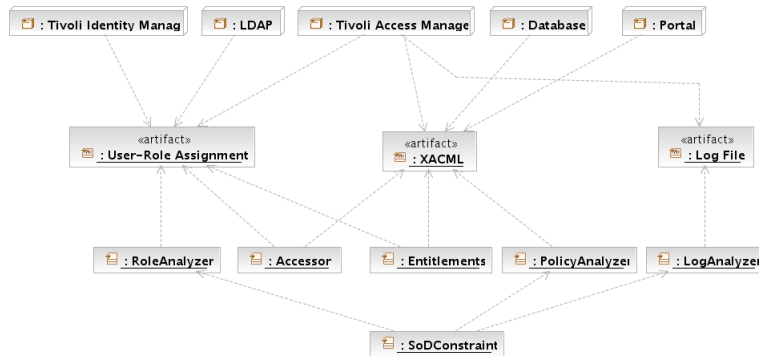 : Tivoli Identity Manag
: LDAP
: Tivoli Access Manage
: Database
: Portal
«artifact»
: User-Role Assignment
«artifact»
: XACML
«artifact»
: Log File
: RoleAnalyzer
: Accessor
: Entitlements
: PolicyAnalyzer
: LogAnalyzer
: SoDConstraint